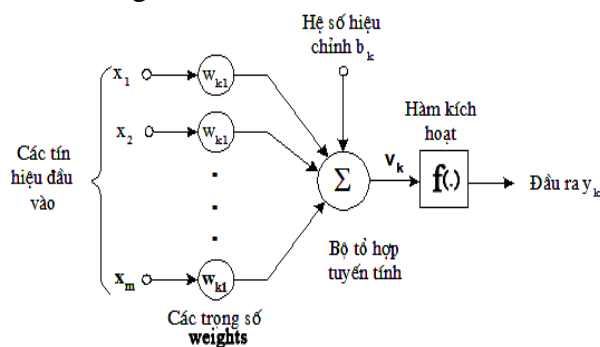 Hệ số hiệu
chỉnh b_k
x_1
w_k1
Hàm kích
hoạt
x_2
w_k1
Các tín
hiệu đầu
vào
Σ
V_k
f(.)
Đầu ra y_k
Bộ tổ hợp
tuyến tính
x_m
w_k1
Các trọng số
weights